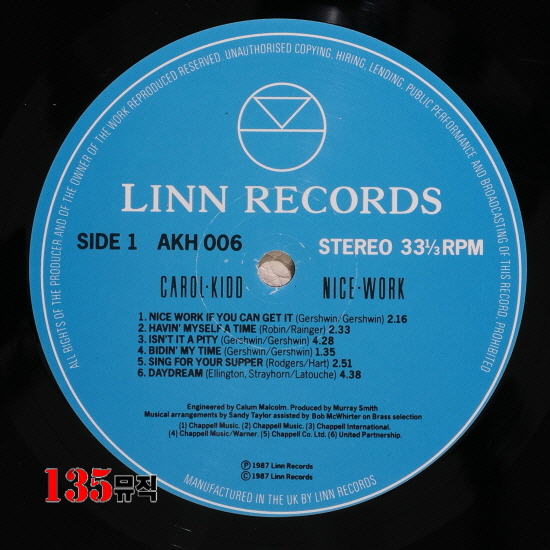 ALL RIGHTS OF THE PRODUCER AND OF THE OWNER OF THE WORK REPRODUCED RESERVED. UNAUTHORISED COPYING, HIRING, LENDING, PUBLIC PERFORMANCE AND BROADCASTING OF THIS RECORD, PROHIBITED
LINN RECORDS
SIDE 1 AKH 006 STEREO 33⅓ RPM
CAROL·KIDD NICE·WORK
1. NICE WORK IF YOU CAN GET IT (Gershwin/Gershwin) 2.16
2. HAVIN' MYSELF A TIME (Robin/Rainger) 2.33
3. ISN'T IT A PITY (Gershwin/Gershwin) 4.28
4. BIDIN' MY TIME (Gershwin/Gershwin) 1.35
5. SING FOR YOUR SUPPER (Rodgers/Hart) 2.51
6. DAYDREAM (Ellington, Strayhorn/Latouche) 4.38
Engineered by Calum Malcolm. Produced by Murray Smith
Musical arrangements by Sandy Taylor assisted by Bob McWhirter on Brass selection
(1) Chappell Music. (2) Chappell Music. (3) Chappell International.
(4) Chappell Music/Warner. (5) Chappell Co. Ltd. (6) United Partnership.
Ⓟ 1987 Linn Records
© 1987 Linn Records
MANUFACTURED IN THE UK BY LINN RECORDS
135뮤직